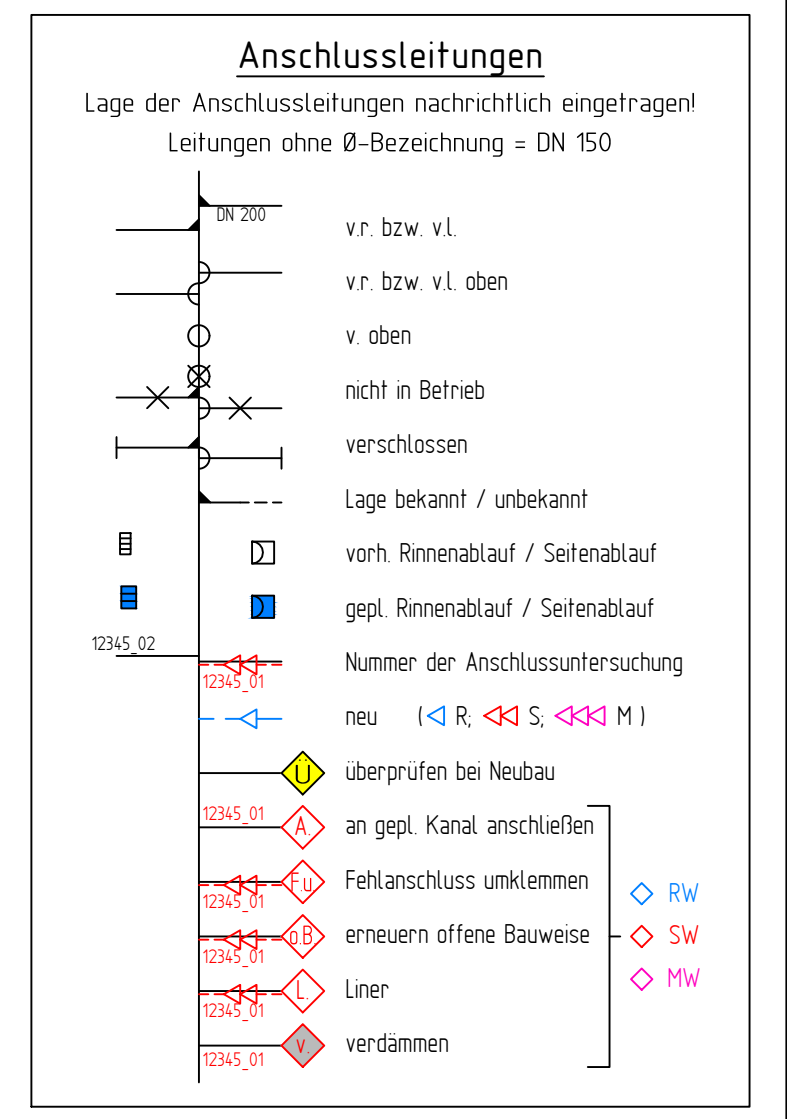 Anschlussleitungen
Lage der Anschlussleitungen nachrichtlich eingetragen!
Leitungen ohne Ø-Bezeichnung = DN 150
DN 200
v.r. bzw. v.l.
v.r. bzw. v.l. oben
v. oben
nicht in Betrieb
verschlossen
Lage bekannt / unbekannt
vorh. Rinnenablauf / Seitenablauf
gepl. Rinnenablauf / Seitenablauf
12345_02
12345_01
Nummer der Anschlussuntersuchung
neu ( R; S; M )
Ü überprüfen bei Neubau
12345_01 A. an gepl. Kanal anschließen
12345_01 F.u Fehlanschluss umklemmen
12345_01 o.B. erneuern offene Bauweise
12345_01 L. Liner
12345_01 v. verdämmen
RW
SW
MW